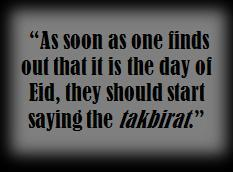 “As soon as one finds
out that it is the day of
Eid, they should start
saying the takbirat.”